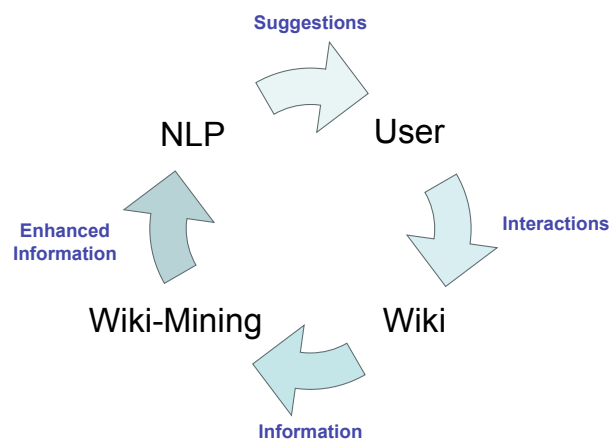 Suggestions
NLP
User
Enhanced
Information
Interactions
Wiki-Mining
Wiki
Information